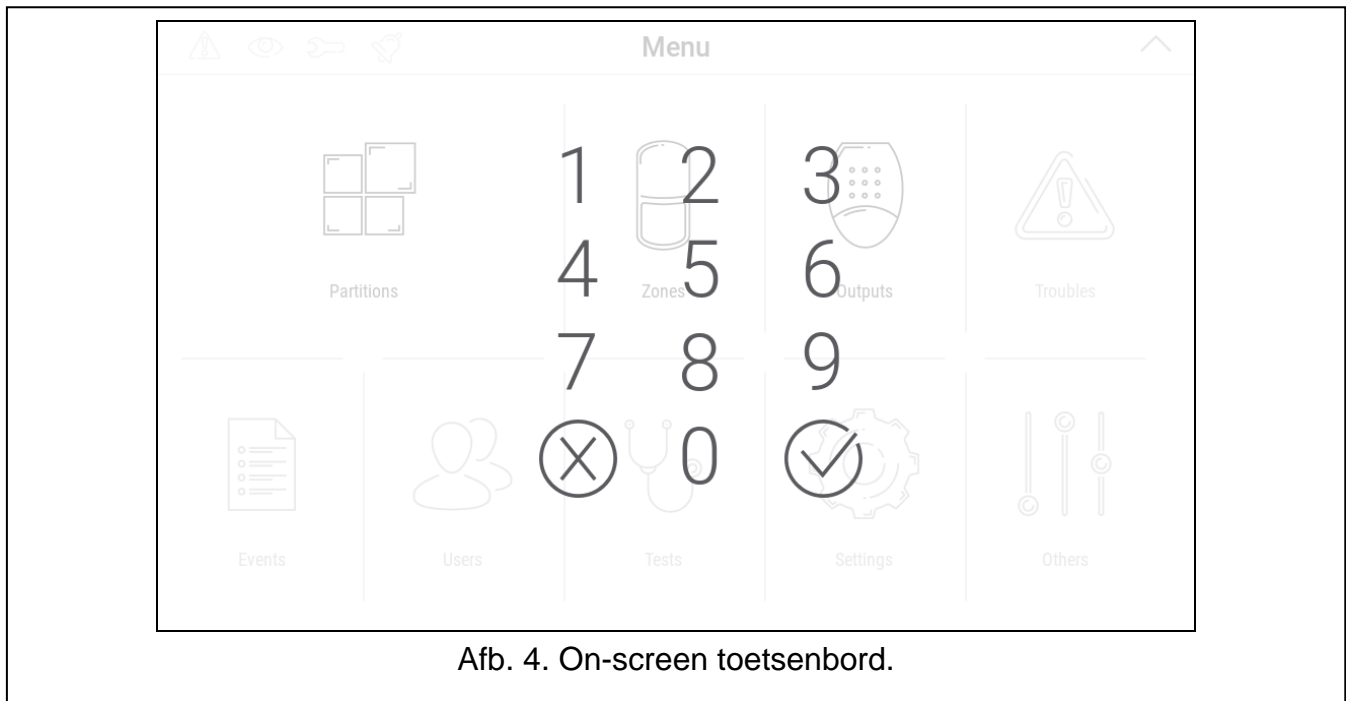 Menu
1 2 3
4 5 6
Partitions Zones Outputs Troubles
7 8 9
0
Events Users Tests Settings Others
Afb. 4. On-screen toetsenbord.